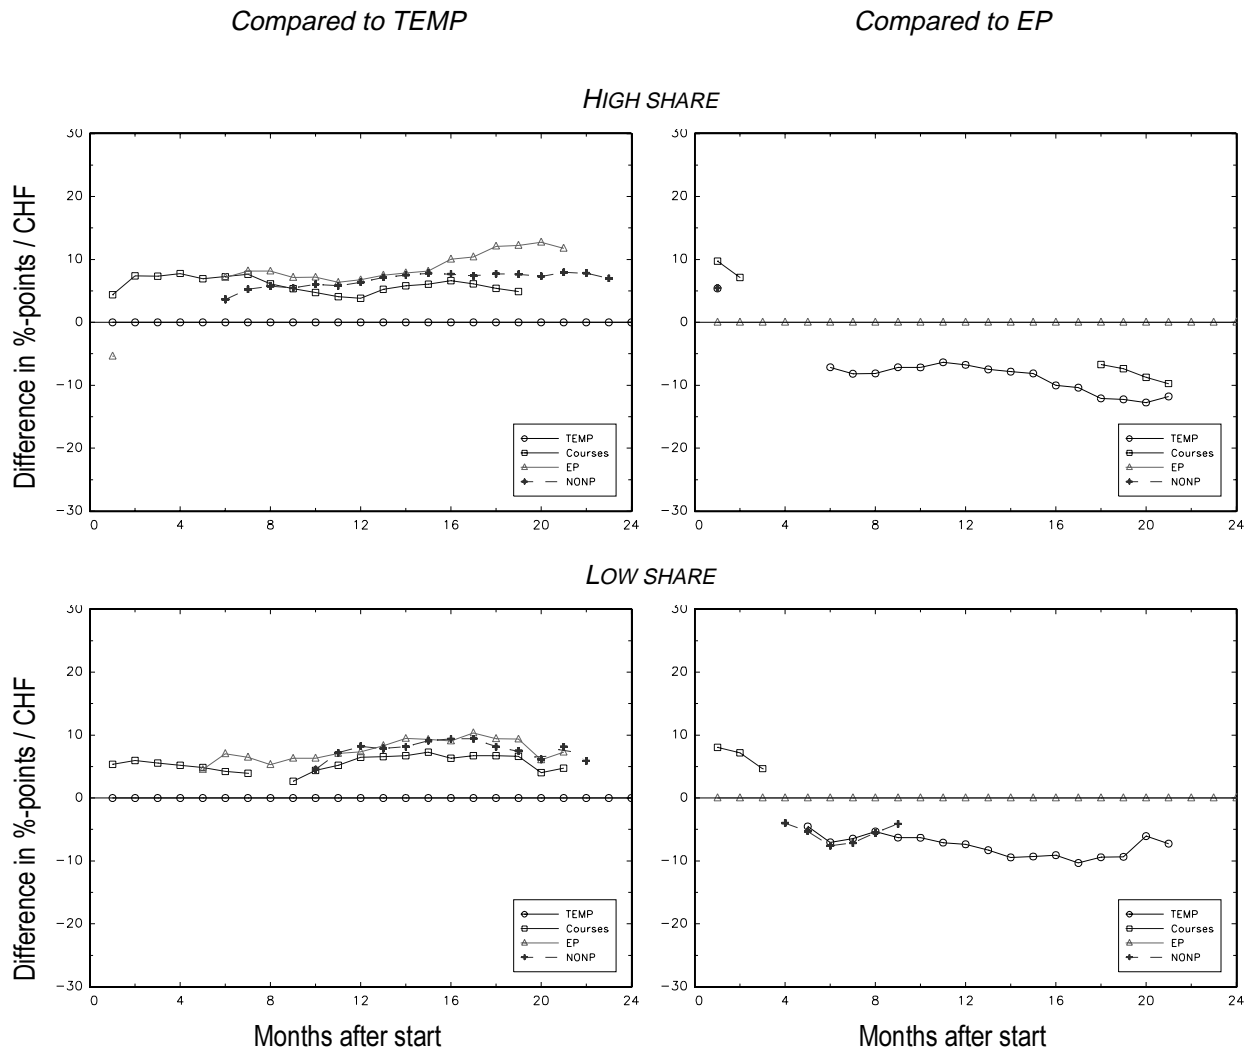 Compared to TEMP
Compared to EP
HIGH SHARE
Difference in %-points / CHF
30
20
10
0
−10
−20
−30
0 4 8 12 16 20 24
TEMP
Courses
EP
NONP
30
20
10
0
−10
−20
−30
0 4 8 12 16 20 24
TEMP
Courses
EP
NONP
LOW SHARE
Difference in %-points / CHF
30
20
10
0
−10
−20
−30
0 4 8 12 16 20 24
TEMP
Courses
EP
NONP
Months after start
30
20
10
0
−10
−20
−30
0 4 8 12 16 20 24
TEMP
Courses
EP
NONP
Months after start